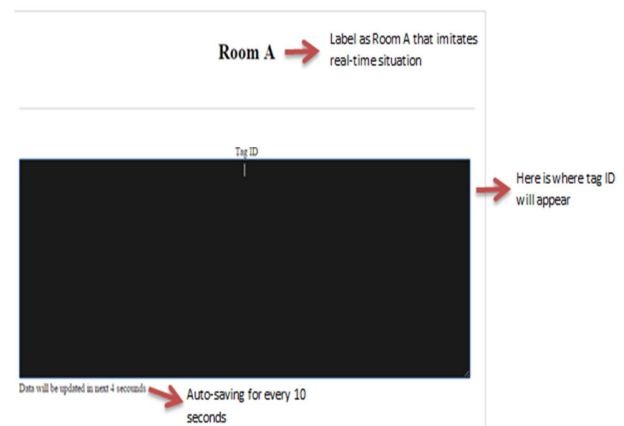 Room A
Label as Room A that imitates
real-time situation
Tag ID
Here is where tag ID
will appear
Data will be updated in next 4 secounds
Auto-saving for every 10
seconds